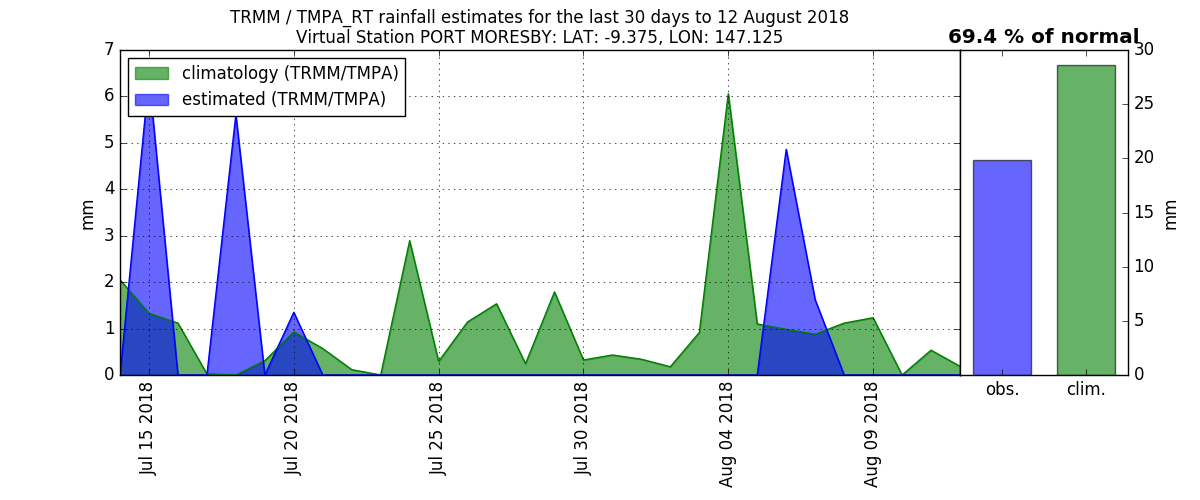 TRMM / TMPA_RT rainfall estimates for the last 30 days to 12 August 2018
Virtual Station PORT MORESBY: LAT: -9.375, LON: 147.125
69.4 % of normal
climatology (TRMM/TMPA)
estimated (TRMM/TMPA)
7
6
5
4
3
2
1
0
mm
Jul 15 2018
Jul 20 2018
Jul 25 2018
Jul 30 2018
Aug 04 2018
Aug 09 2018
30
25
20
15
10
5
0
mm
obs.
clim.